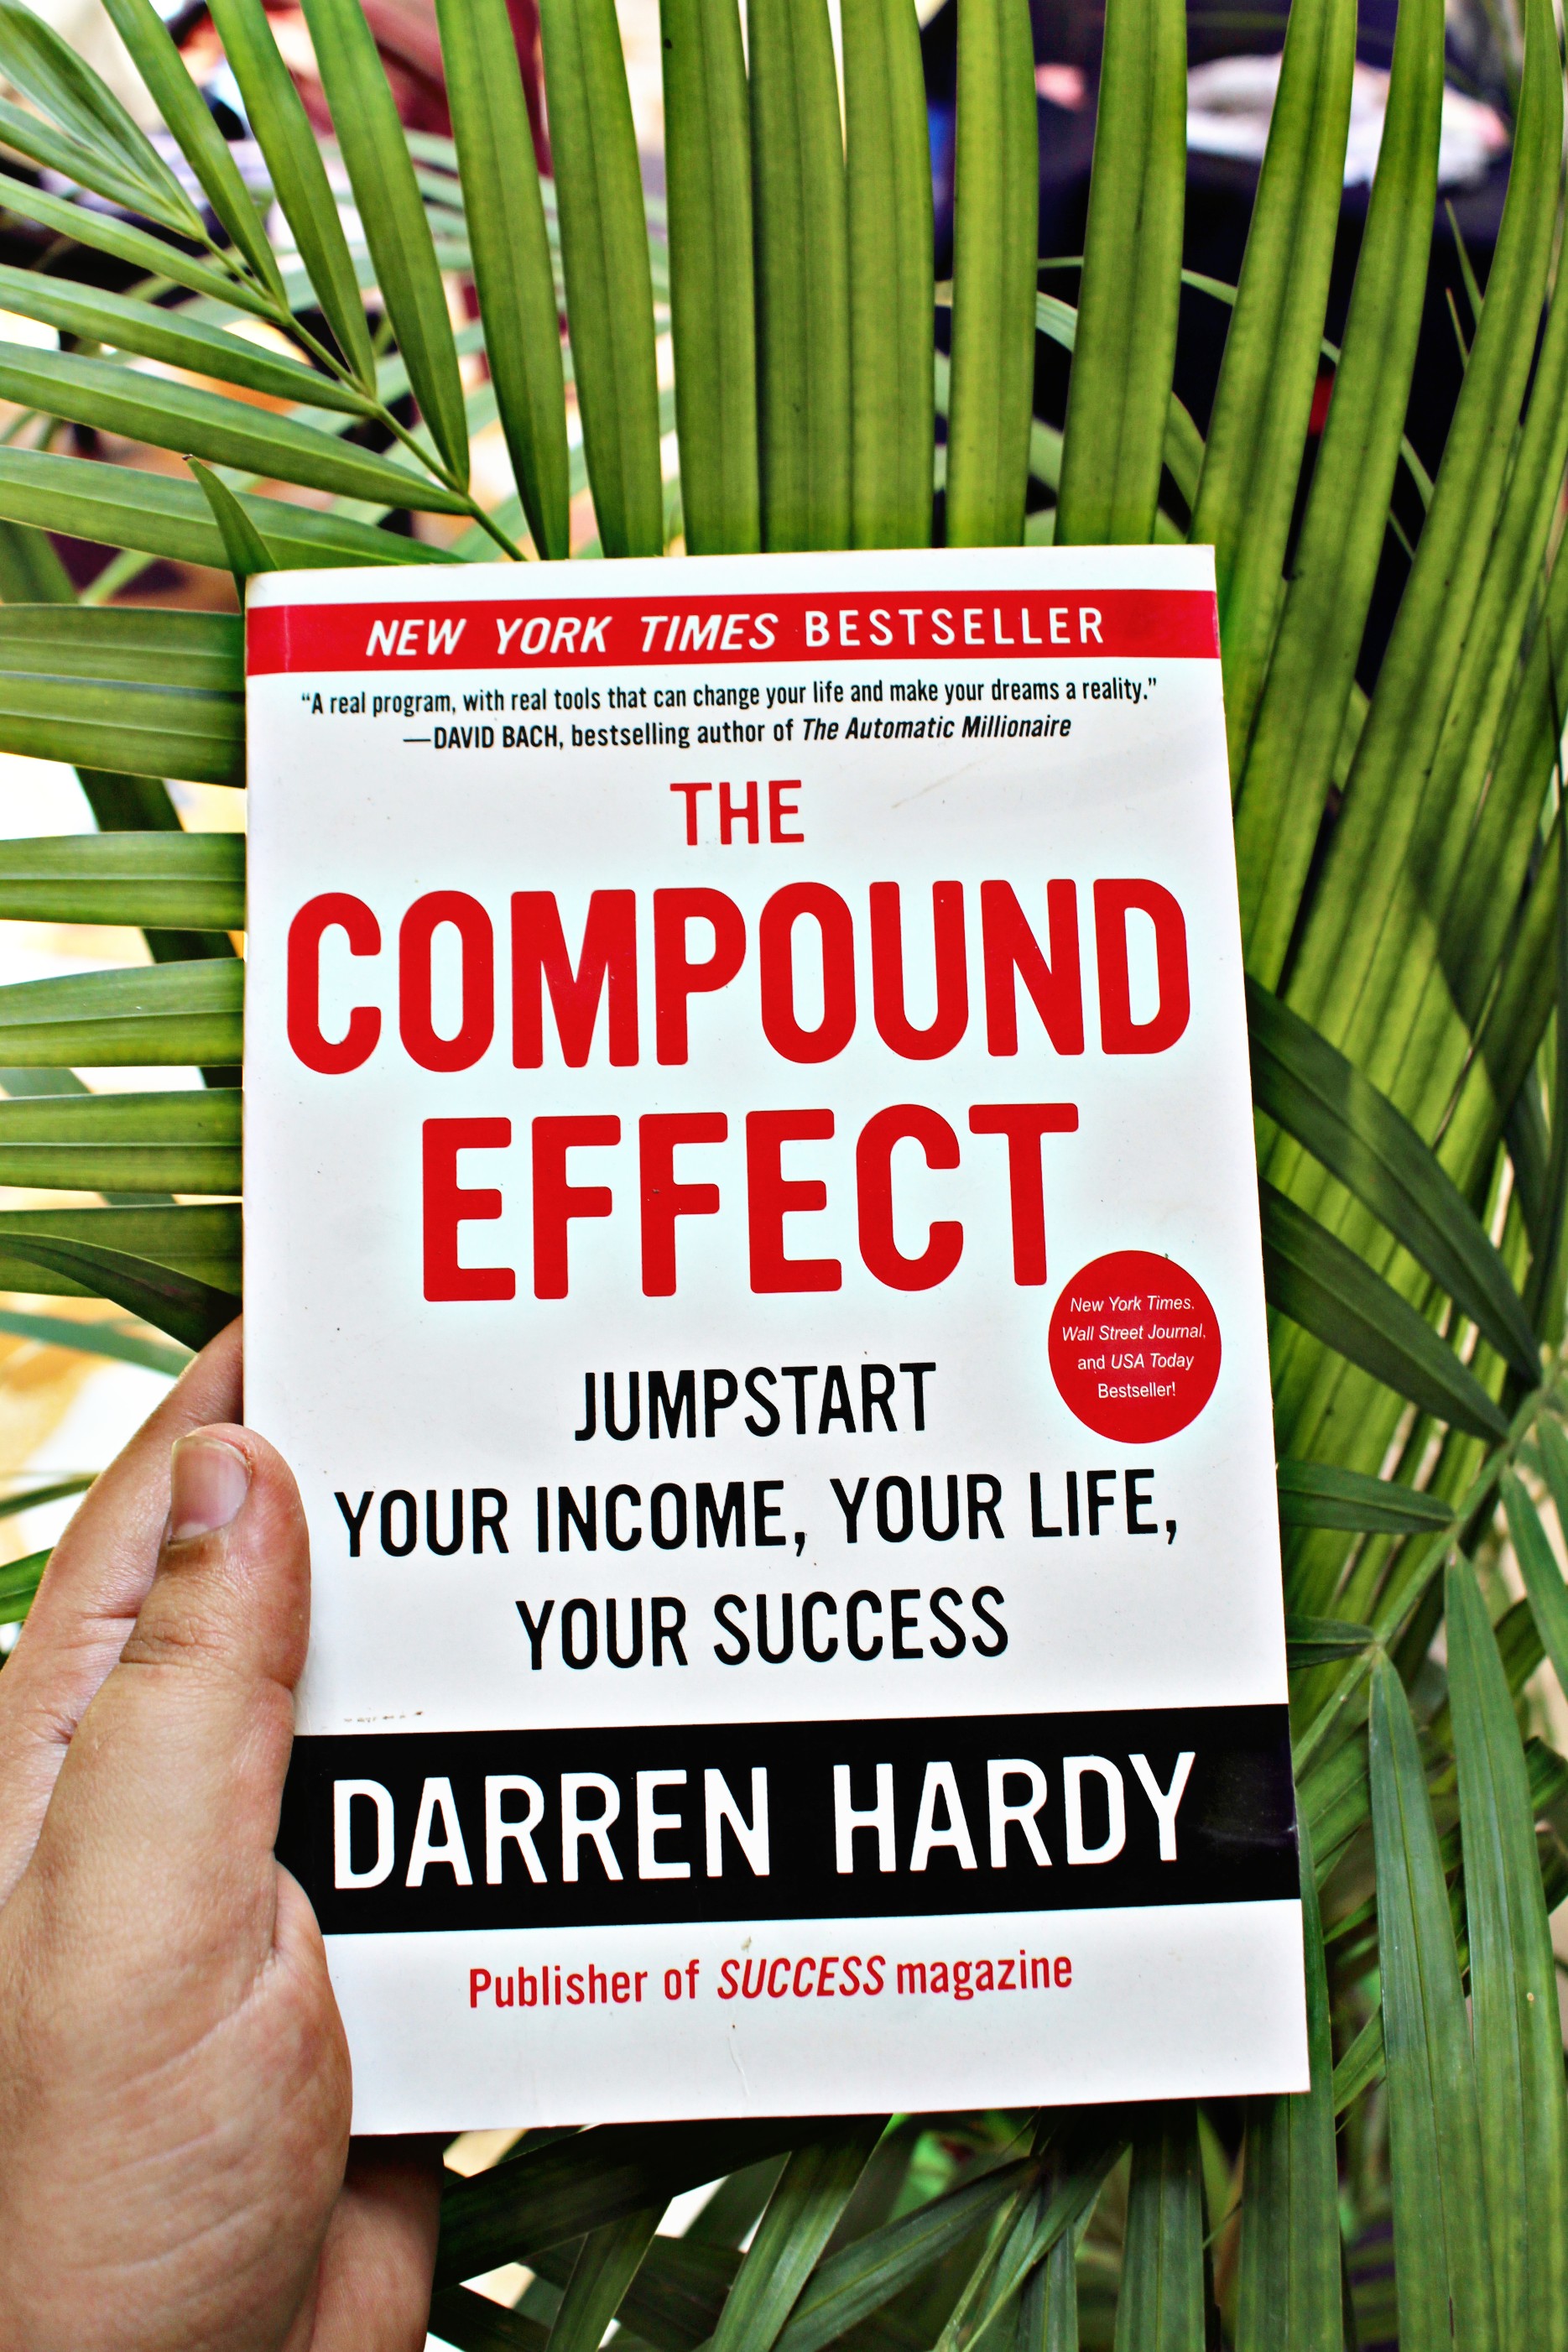 NEW YORK TIMES BESTSELLER
“A real program, with real tools that can change your life and make your dreams a reality.”
—DAVID BACH, bestselling author of The Automatic Millionaire
THE
COMPOUND
EFFECT
New York Times,
Wall Street Journal,
and USA Today
Bestseller!
JUMPSTART
YOUR INCOME, YOUR LIFE,
YOUR SUCCESS
DARREN HARDY
Publisher of SUCCESS magazine